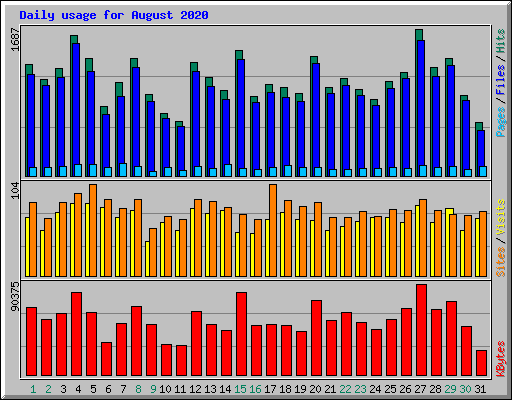 Daily usage for August 2020
1687
Pages / Files / Hits
104
Sites / Visits
90375
KBytes
1 2 3 4 5 6 7 8 9 10 11 12 13 14 15 16 17 18 19 20 21 22 23 24 25 26 27 28 29 30 31